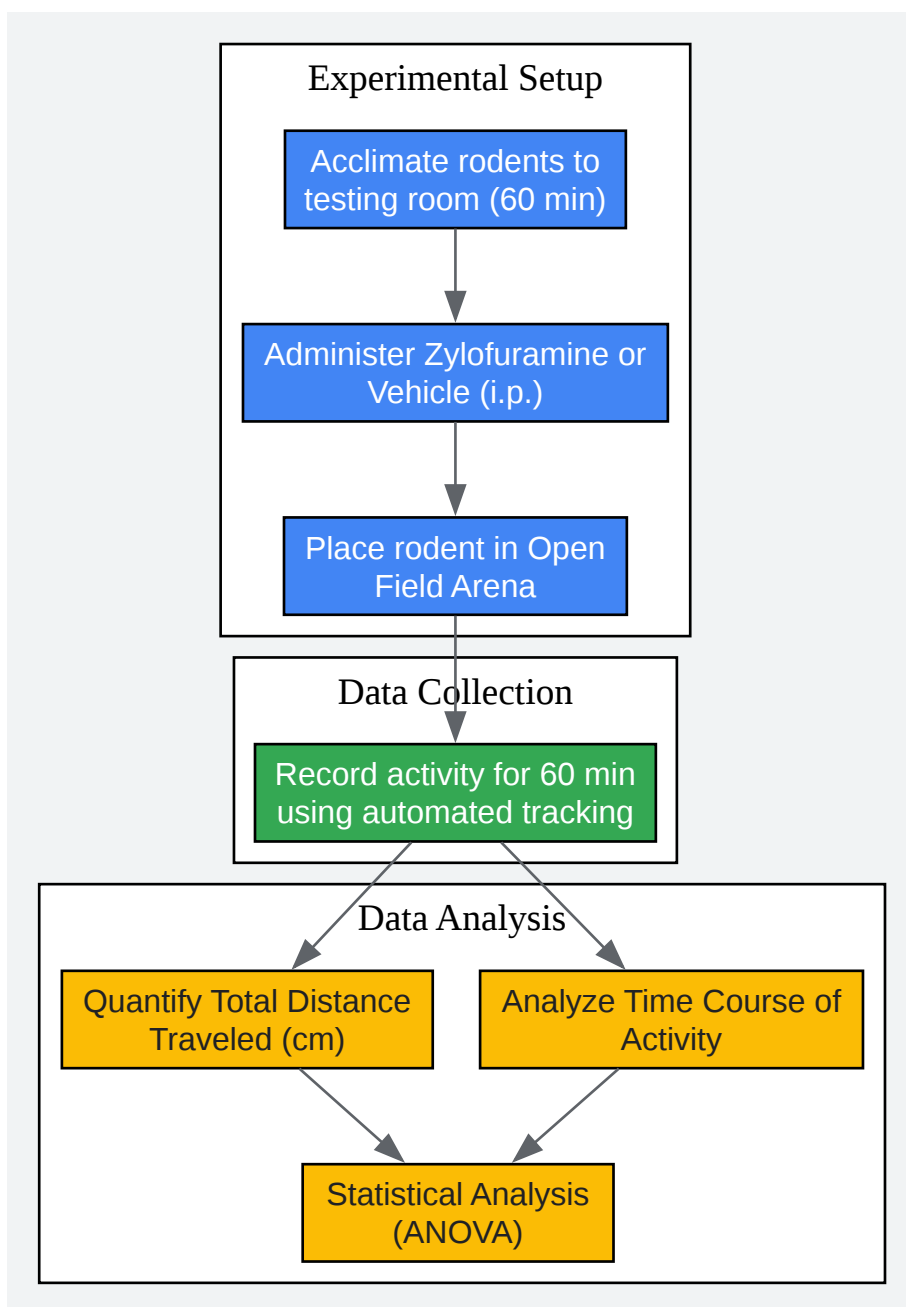 Experimental Setup
Acclimate rodents to
testing room (60 min)
Administer Zylofuramine or
Vehicle (i.p.)
Place rodent in Open
Field Arena
Data Collection
Record activity for 60 min
using automated tracking
Data Analysis
Quantify Total Distance
Traveled (cm)
Analyze Time Course of
Activity
Statistical Analysis
(ANOVA)